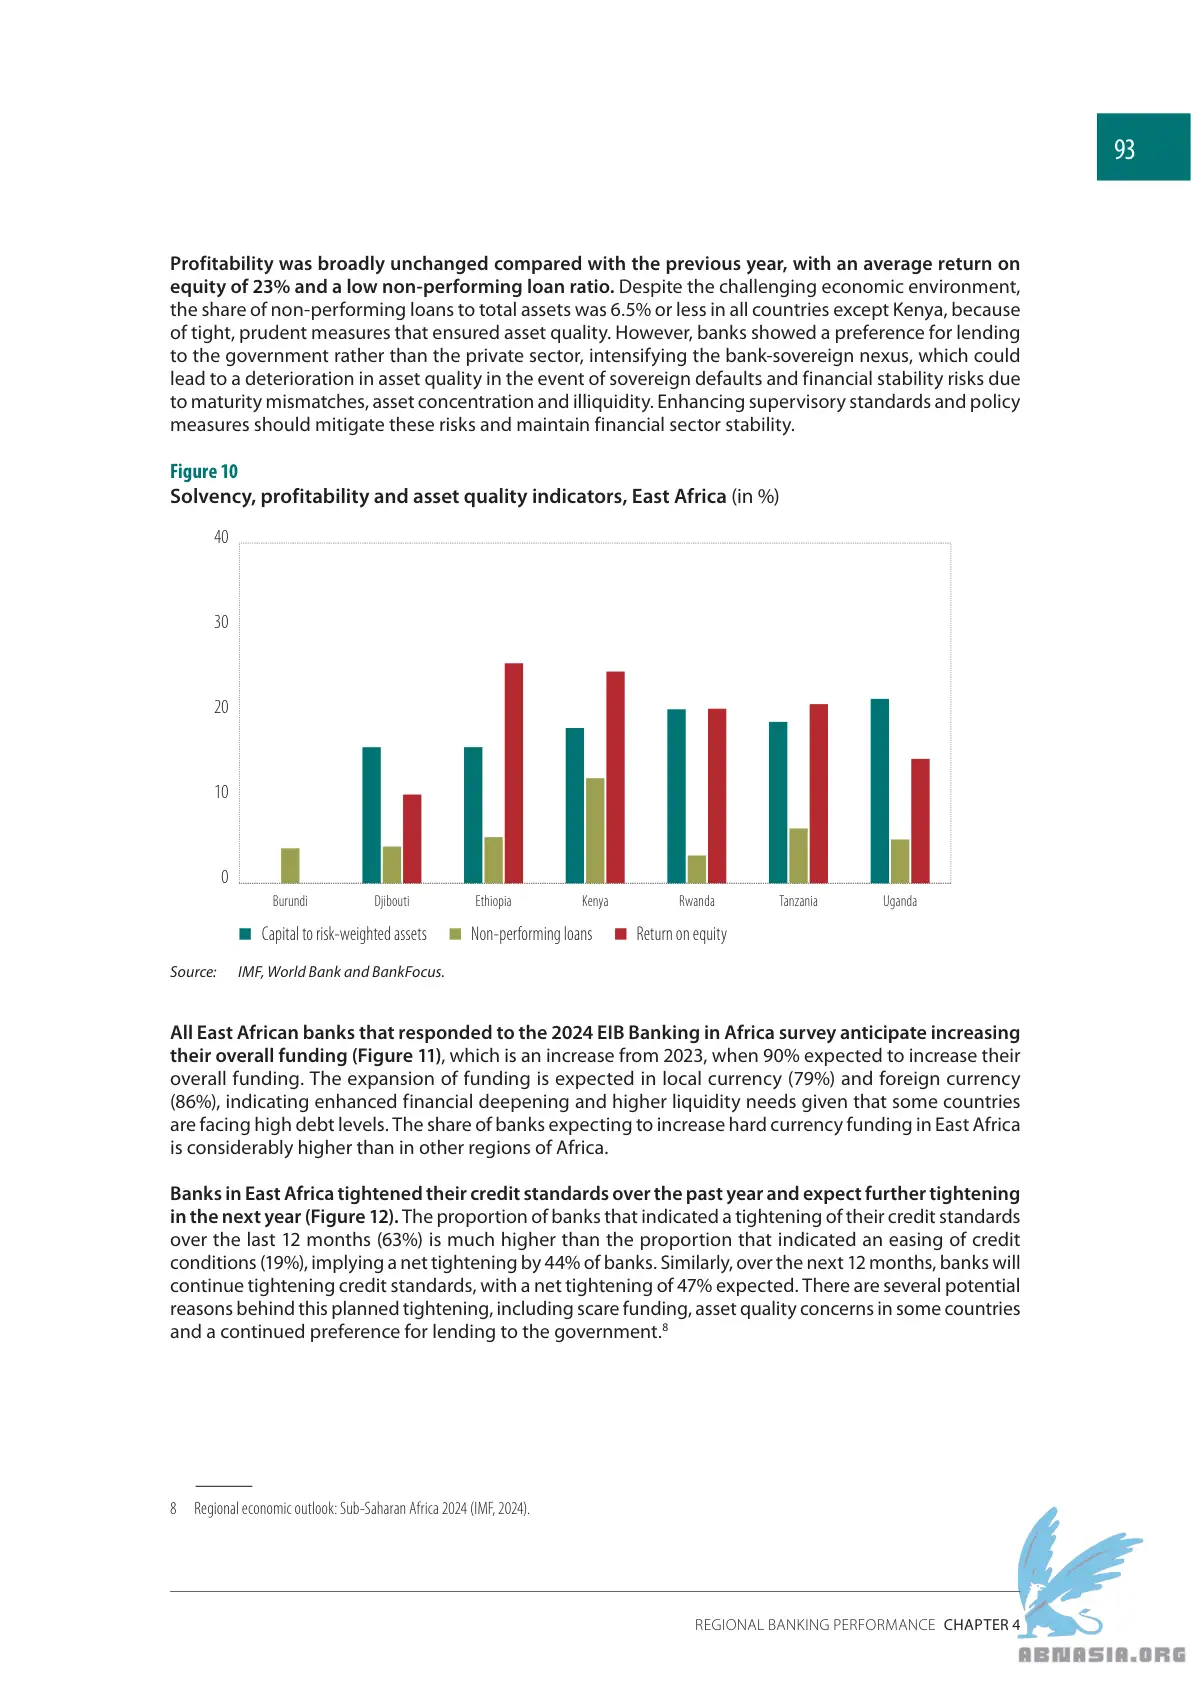 93
Profitability was broadly unchanged compared with the previous year, with an average return on
equity of 23% and a low non-performing loan ratio. Despite the challenging economic environment,
the share of non-performing loans to total assets was 6.5% or less in all countries except Kenya, because
of tight, prudent measures that ensured asset quality. However, banks showed a preference for lending
to the government rather than the private sector, intensifying the bank-sovereign nexus, which could
lead to a deterioration in asset quality in the event of sovereign defaults and financial stability risks due
to maturity mismatches, asset concentration and illiquidity. Enhancing supervisory standards and policy
measures should mitigate these risks and maintain financial sector stability.
Figure 10
Solvency, profitability and asset quality indicators, East Africa (in %)
40
30
20
10
0
Burundi Djibouti Ethiopia Kenya Rwanda Tanzania Uganda
Capital to risk-weighted assets Non-performing loans Return on equity
Source: IMF, World Bank and BankFocus.
All East African banks that responded to the 2024 EIB Banking in Africa survey anticipate increasing
their overall funding (Figure 11), which is an increase from 2023, when 90% expected to increase their
overall funding. The expansion of funding is expected in local currency (79%) and foreign currency
(86%), indicating enhanced financial deepening and higher liquidity needs given that some countries
are facing high debt levels. The share of banks expecting to increase hard currency funding in East Africa
is considerably higher than in other regions of Africa.
Banks in East Africa tightened their credit standards over the past year and expect further tightening
in the next year (Figure 12). The proportion of banks that indicated a tightening of their credit standards
over the last 12 months (63%) is much higher than the proportion that indicated an easing of credit
conditions (19%), implying a net tightening by 44% of banks. Similarly, over the next 12 months, banks will
continue tightening credit standards, with a net tightening of 47% expected. There are several potential
reasons behind this planned tightening, including scare funding, asset quality concerns in some countries
and a continued preference for lending to the government.8
8 Regional economic outlook: Sub-Saharan Africa 2024 (IMF, 2024).
REGIONAL BANKING PERFORMANCE CHAPTER 4
ABNASIA.ORG